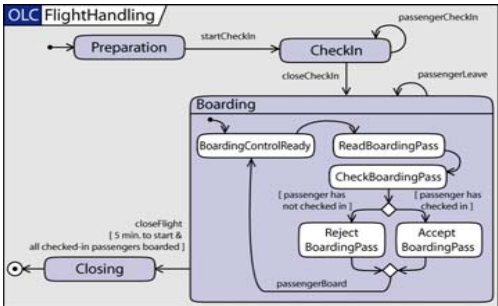 OLC FlightHandling
passengerCheckIn
Preparation
startCheckIn
CheckIn
closeCheckIn
passengerLeave
Boarding
BoardingControlReady
ReadBoardingPass
CheckBoardingPass
[ passenger has
not checked in ]
[ passenger has
checked in ]
Reject
BoardingPass
Accept
BoardingPass
closeFlight
[ 5 min. to start &
all checked-in passengers boarded ]
Closing
passengerBoard